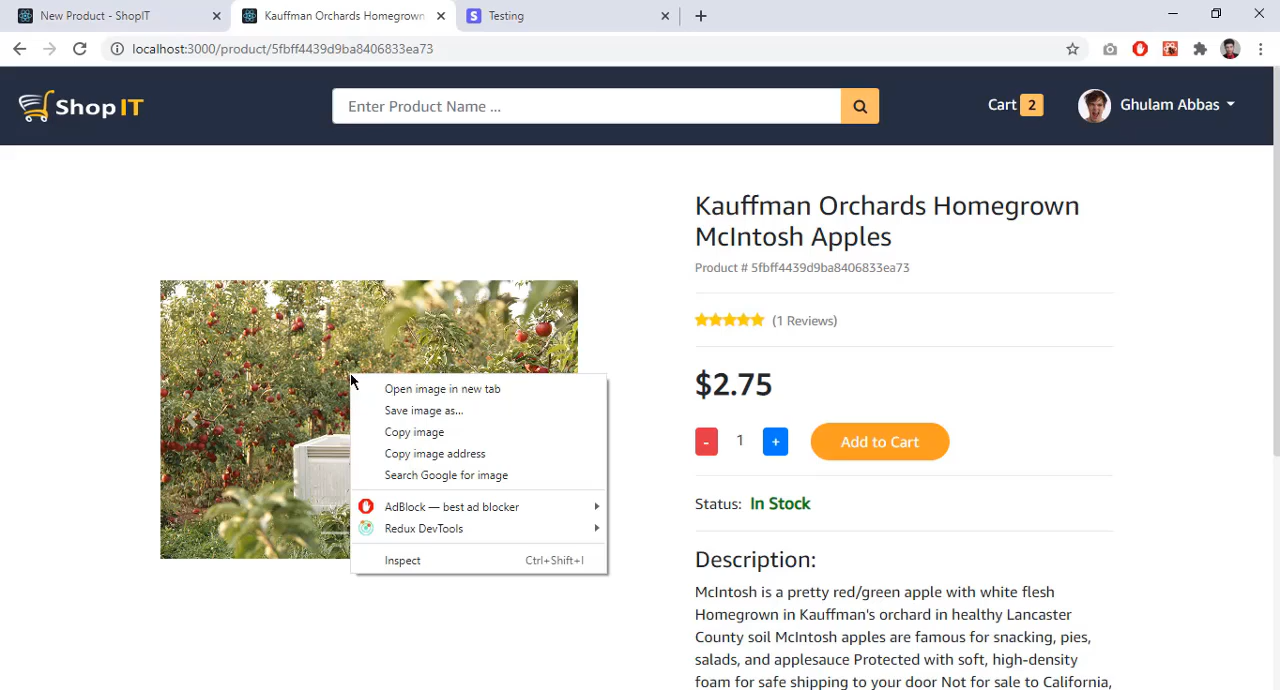 New Product - ShopIT
Kauffman Orchards Homegrown
Testing
localhost:3000/product/5fbff4439d9ba8406833ea73
Shop IT
Enter Product Name ...
Cart 2
Ghulam Abbas
Kauffman Orchards Homegrown
McIntosh Apples
Product # 5fbff4439d9ba8406833ea73
(1 Reviews)
$2.75
- 1 +
Add to Cart
Status: In Stock
Description:
McIntosh is a pretty red/green apple with white flesh
Homegrown in Kauffman's orchard in healthy Lancaster
County soil McIntosh apples are famous for snacking, pies,
salads, and applesauce Protected with soft, high-density
foam for safe shipping to your door Not for sale to California,
Open image in new tab
Save image as...
Copy image
Copy image address
Search Google for image
AdBlock — best ad blocker
Redux DevTools
Inspect Ctrl+Shift+I